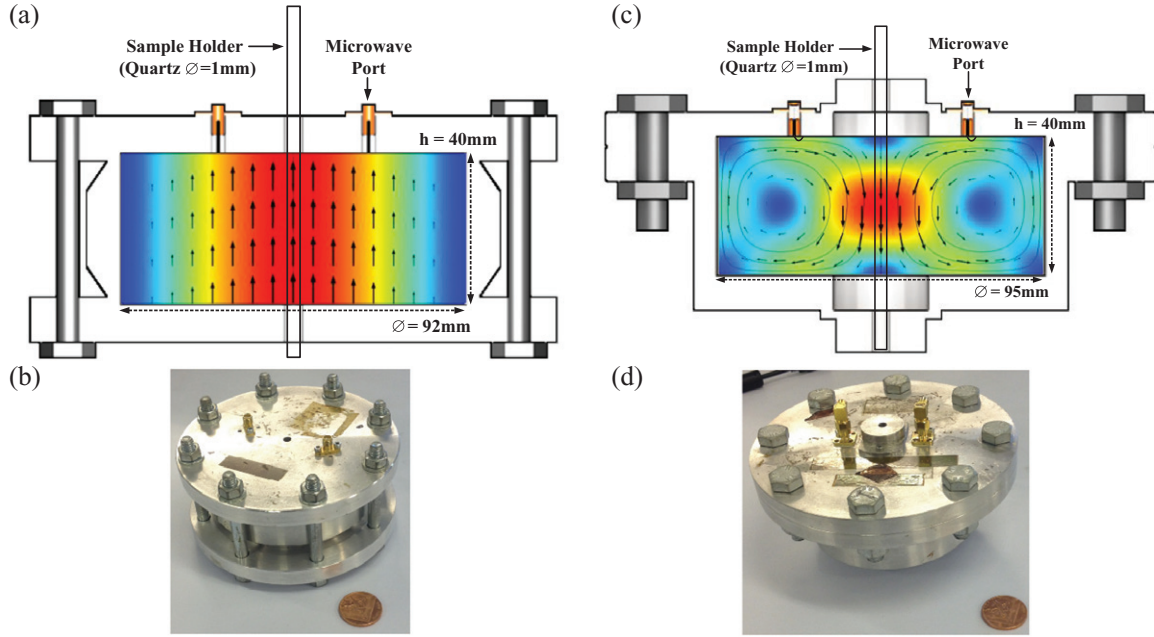 (a)
Sample Holder
(Quartz ∅=1mm)
Microwave
Port
h = 40mm
∅ = 92mm
(b)
(c)
Sample Holder
(Quartz ∅=1mm)
Microwave
Port
h = 40mm
∅ = 95mm
(d)